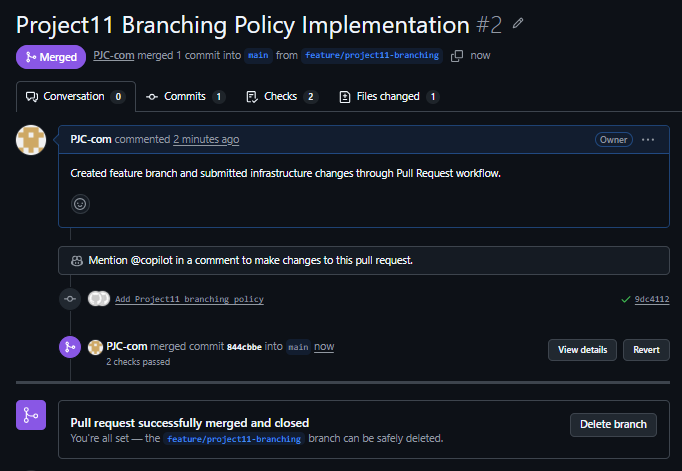 Project11 Branching Policy Implementation #2
Merged PJC-com merged 1 commit into main from feature/project11-branching now
Conversation 0 Commits 1 Checks 2 Files changed 1
PJC-com commented 2 minutes ago Owner
Created feature branch and submitted infrastructure changes through Pull Request workflow.
Mention @copilot in a comment to make changes to this pull request.
Add Project11 branching policy 9dc4112
PJC-com merged commit 844cbbe into main now View details Revert
2 checks passed
Pull request successfully merged and closed Delete branch
You're all set — the feature/project11-branching branch can be safely deleted.